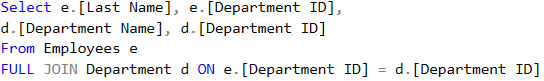 Select e.[Last Name], e.[Department ID],
d.[Department Name], d.[Department ID]
From Employees e
FULL JOIN Department d ON e.[Department ID] = d.[Department ID]